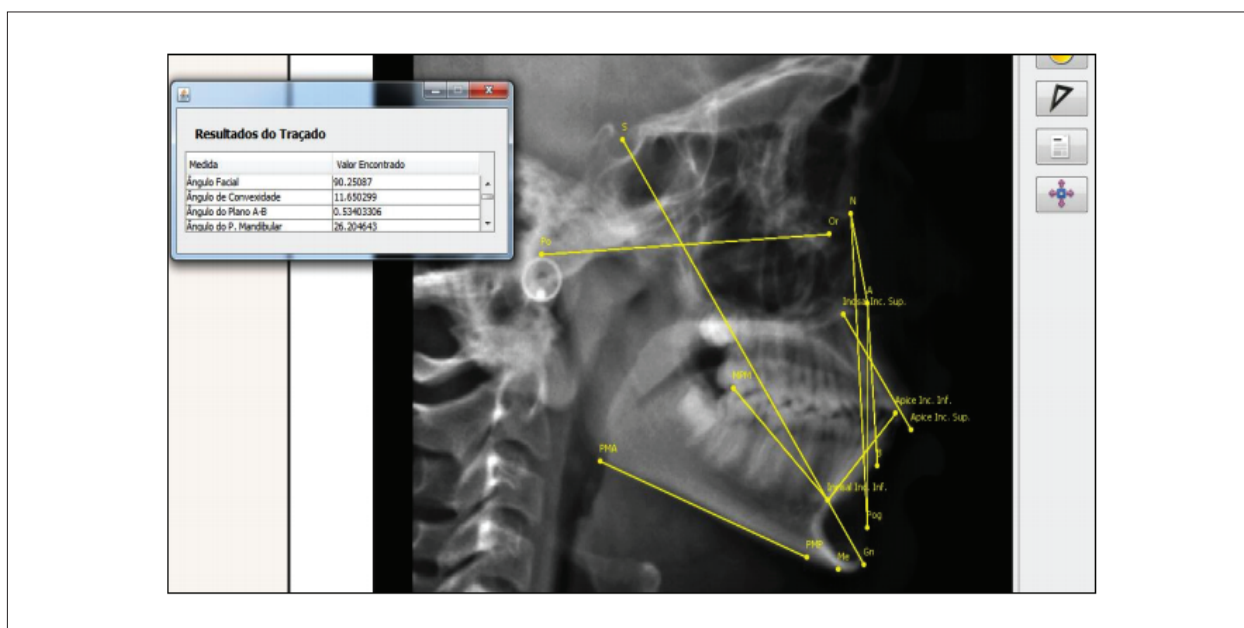 Resultados do Traçado
Medida Valor Encontrado
Ângulo Facial 90.25087
Ângulo de Convexidade 11.650299
Ângulo do Plano A-B 0.53403306
Ângulo do P. Mandibular 26.204643
S
N
Or
Po
A
Incisal Inc. Sup.
MPM
Apice Inc. Inf.
Apice Inc. Sup.
B
PMA
Incisal Inc. Inf.
Pog
PMP
Me
Gn